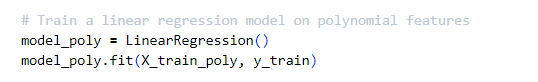 # Train a linear regression model on polynomial features
model_poly = LinearRegression()
model_poly.fit(X_train_poly, y_train)